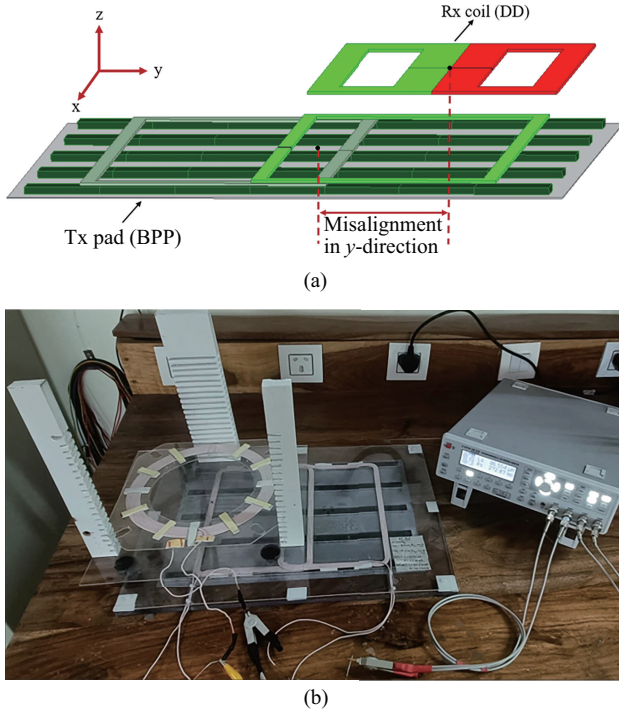 Rx coil (DD)
z
y
x
Tx pad (BPP)
Misalignment
in y-direction
(a)
(b)